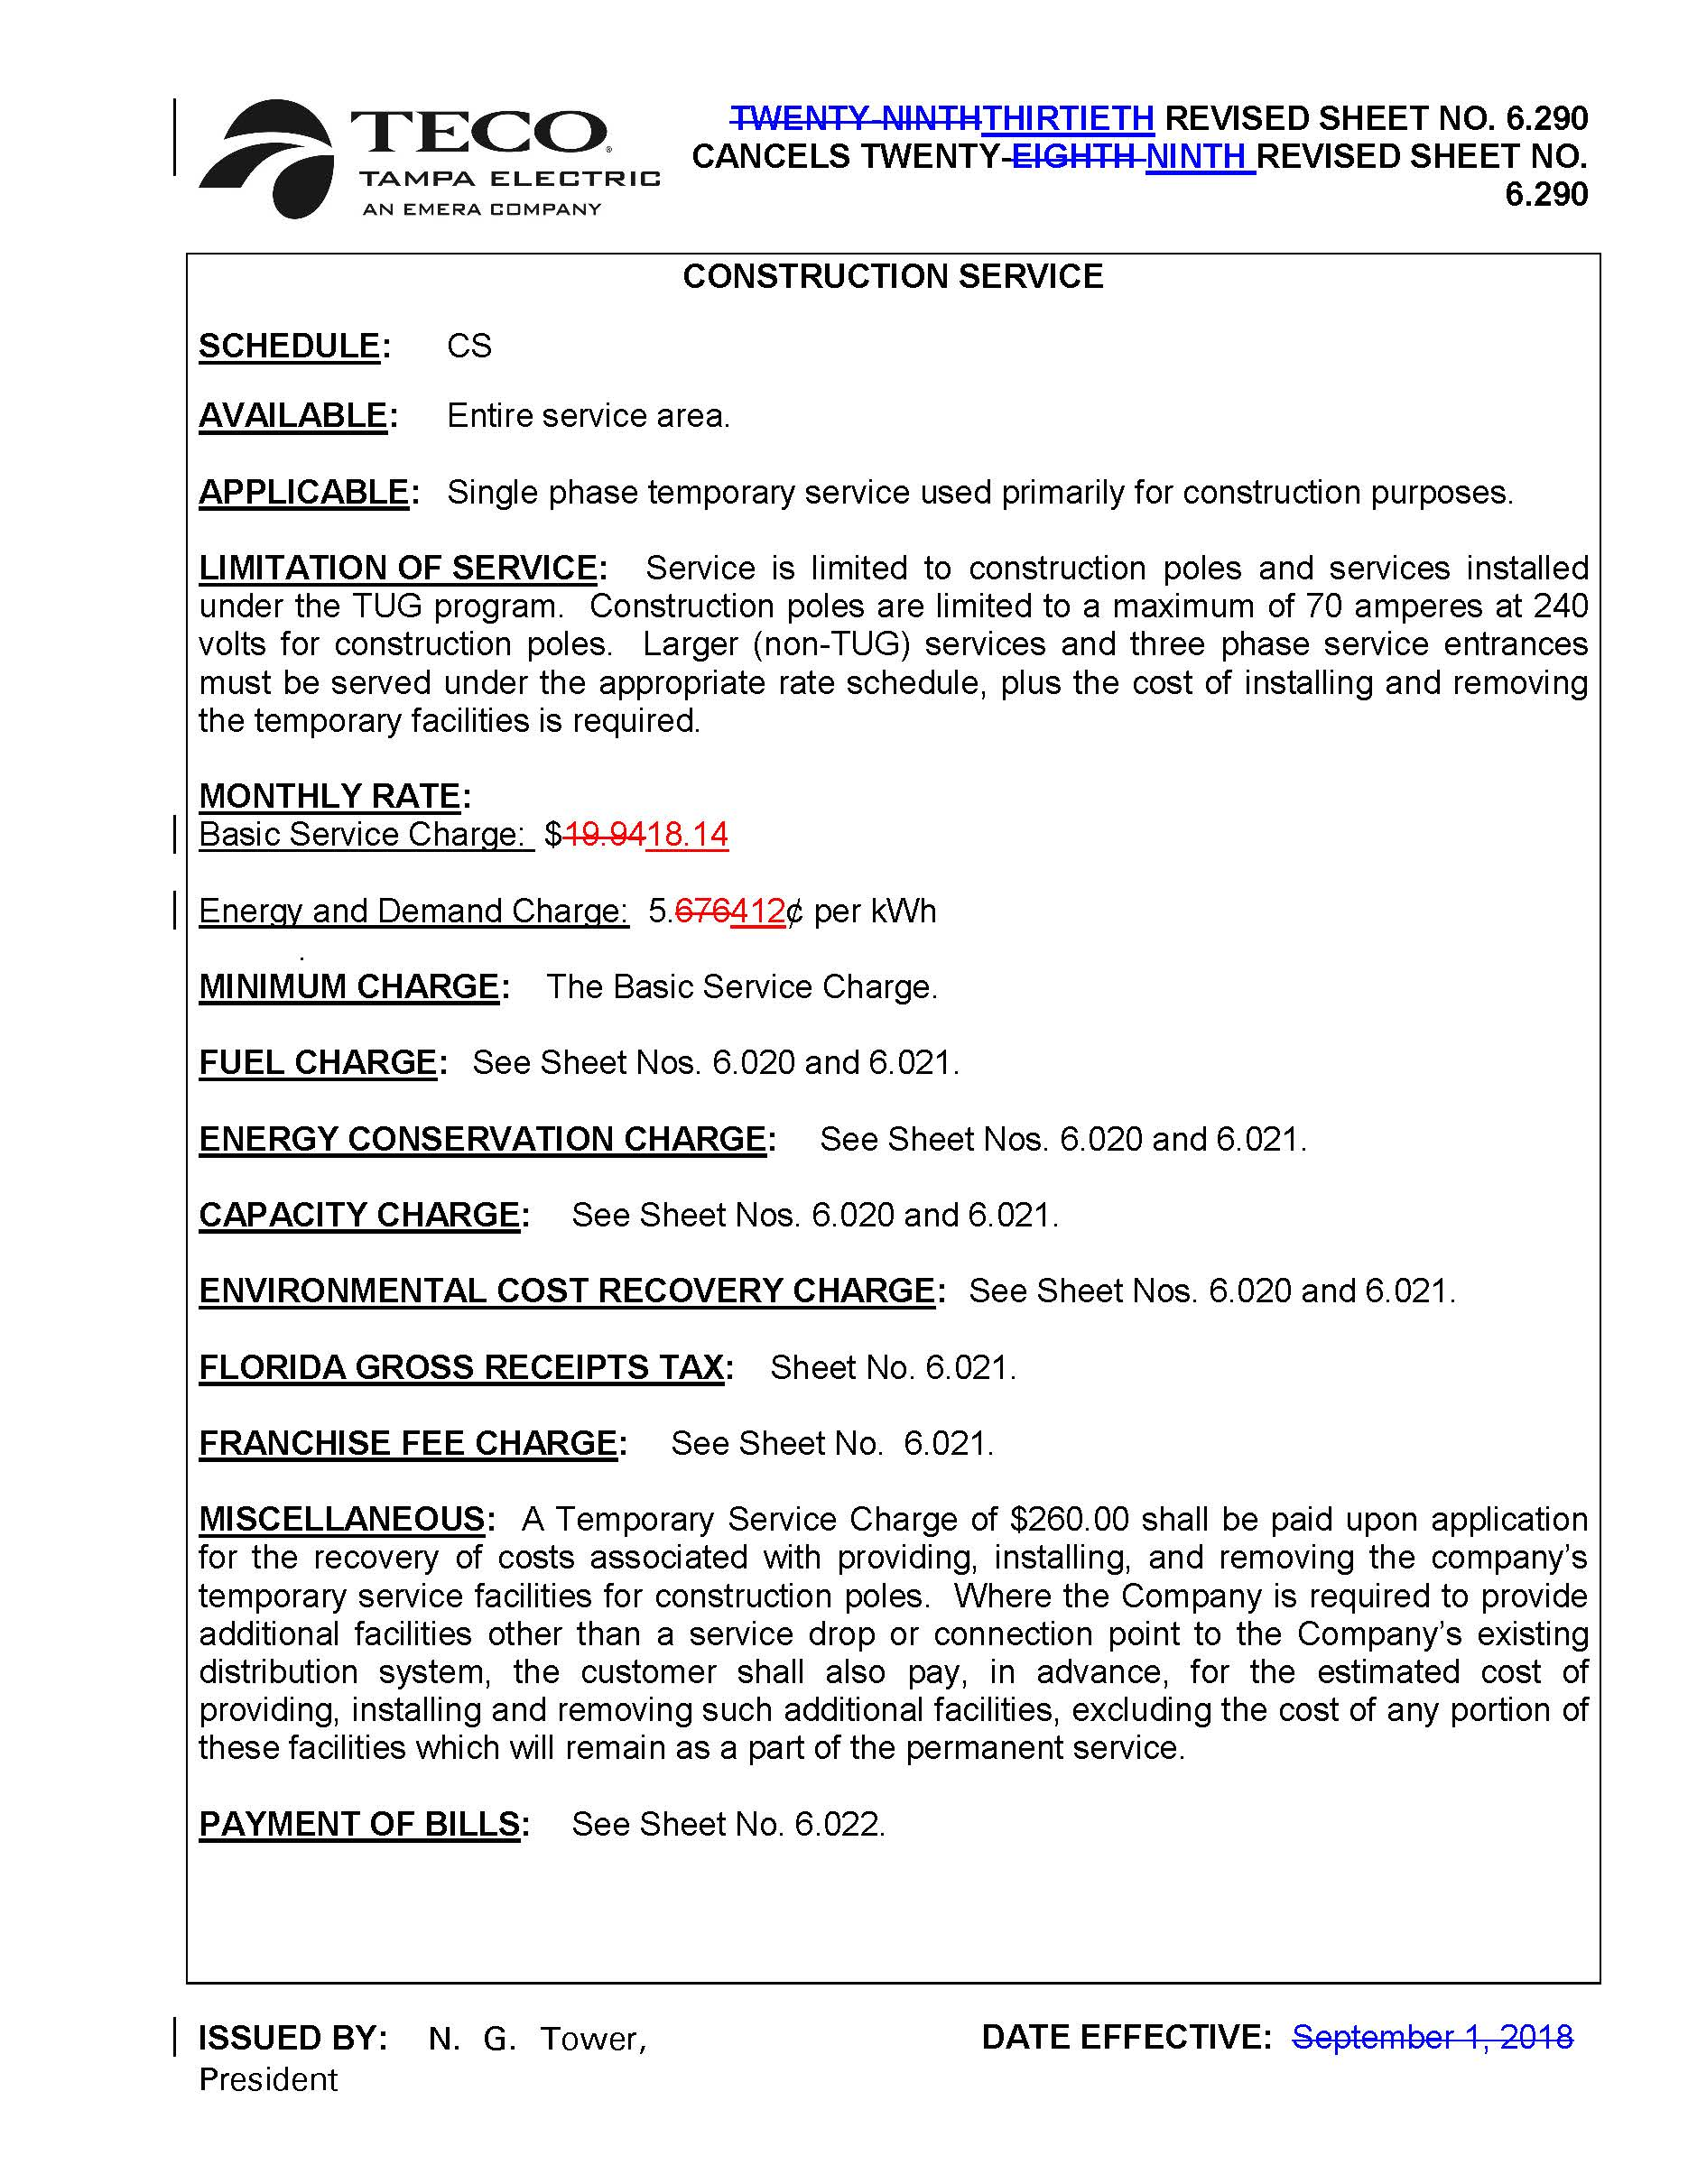 TECO®
TAMPA ELECTRIC
AN EMERA COMPANY
TWENTY-NINTHTHIRTIETH REVISED SHEET NO. 6.290
CANCELS TWENTY-EIGHTH NINTH REVISED SHEET NO.
6.290
CONSTRUCTION SERVICE
SCHEDULE: CS
AVAILABLE: Entire service area.
APPLICABLE: Single phase temporary service used primarily for construction purposes.
LIMITATION OF SERVICE: Service is limited to construction poles and services installed
under the TUG program. Construction poles are limited to a maximum of 70 amperes at 240
volts for construction poles. Larger (non-TUG) services and three phase service entrances
must be served under the appropriate rate schedule, plus the cost of installing and removing
the temporary facilities is required.
MONTHLY RATE:
Basic Service Charge: $19.9418.14
Energy and Demand Charge: 5.676412¢ per kWh
.
MINIMUM CHARGE: The Basic Service Charge.
FUEL CHARGE: See Sheet Nos. 6.020 and 6.021.
ENERGY CONSERVATION CHARGE: See Sheet Nos. 6.020 and 6.021.
CAPACITY CHARGE: See Sheet Nos. 6.020 and 6.021.
ENVIRONMENTAL COST RECOVERY CHARGE: See Sheet Nos. 6.020 and 6.021.
FLORIDA GROSS RECEIPTS TAX: Sheet No. 6.021.
FRANCHISE FEE CHARGE: See Sheet No. 6.021.
MISCELLANEOUS: A Temporary Service Charge of $260.00 shall be paid upon application
for the recovery of costs associated with providing, installing, and removing the company's
temporary service facilities for construction poles. Where the Company is required to provide
additional facilities other than a service drop or connection point to the Company's existing
distribution system, the customer shall also pay, in advance, for the estimated cost of
providing, installing and removing such additional facilities, excluding the cost of any portion of
these facilities which will remain as a part of the permanent service.
PAYMENT OF BILLS: See Sheet No. 6.022.
ISSUED BY: N. G. Tower,
President
DATE EFFECTIVE: September 1, 2018